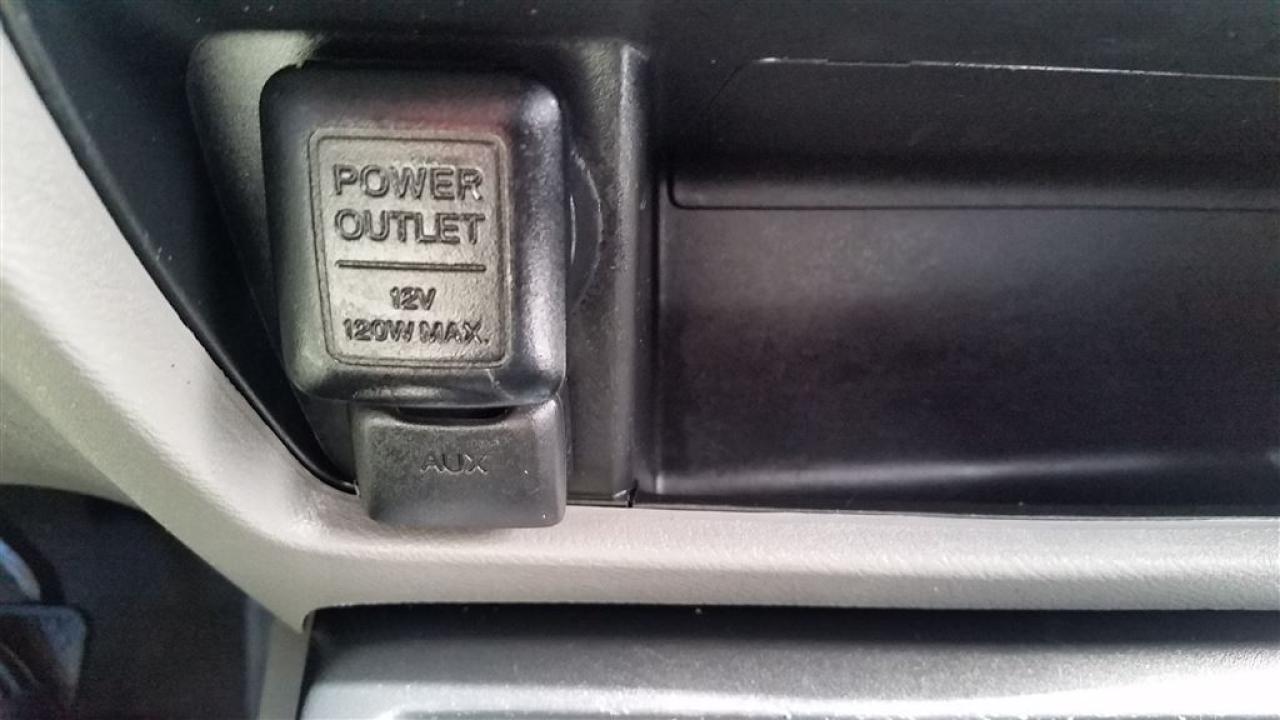 POWER
OUTLET
12V
120W MAX.
AUX